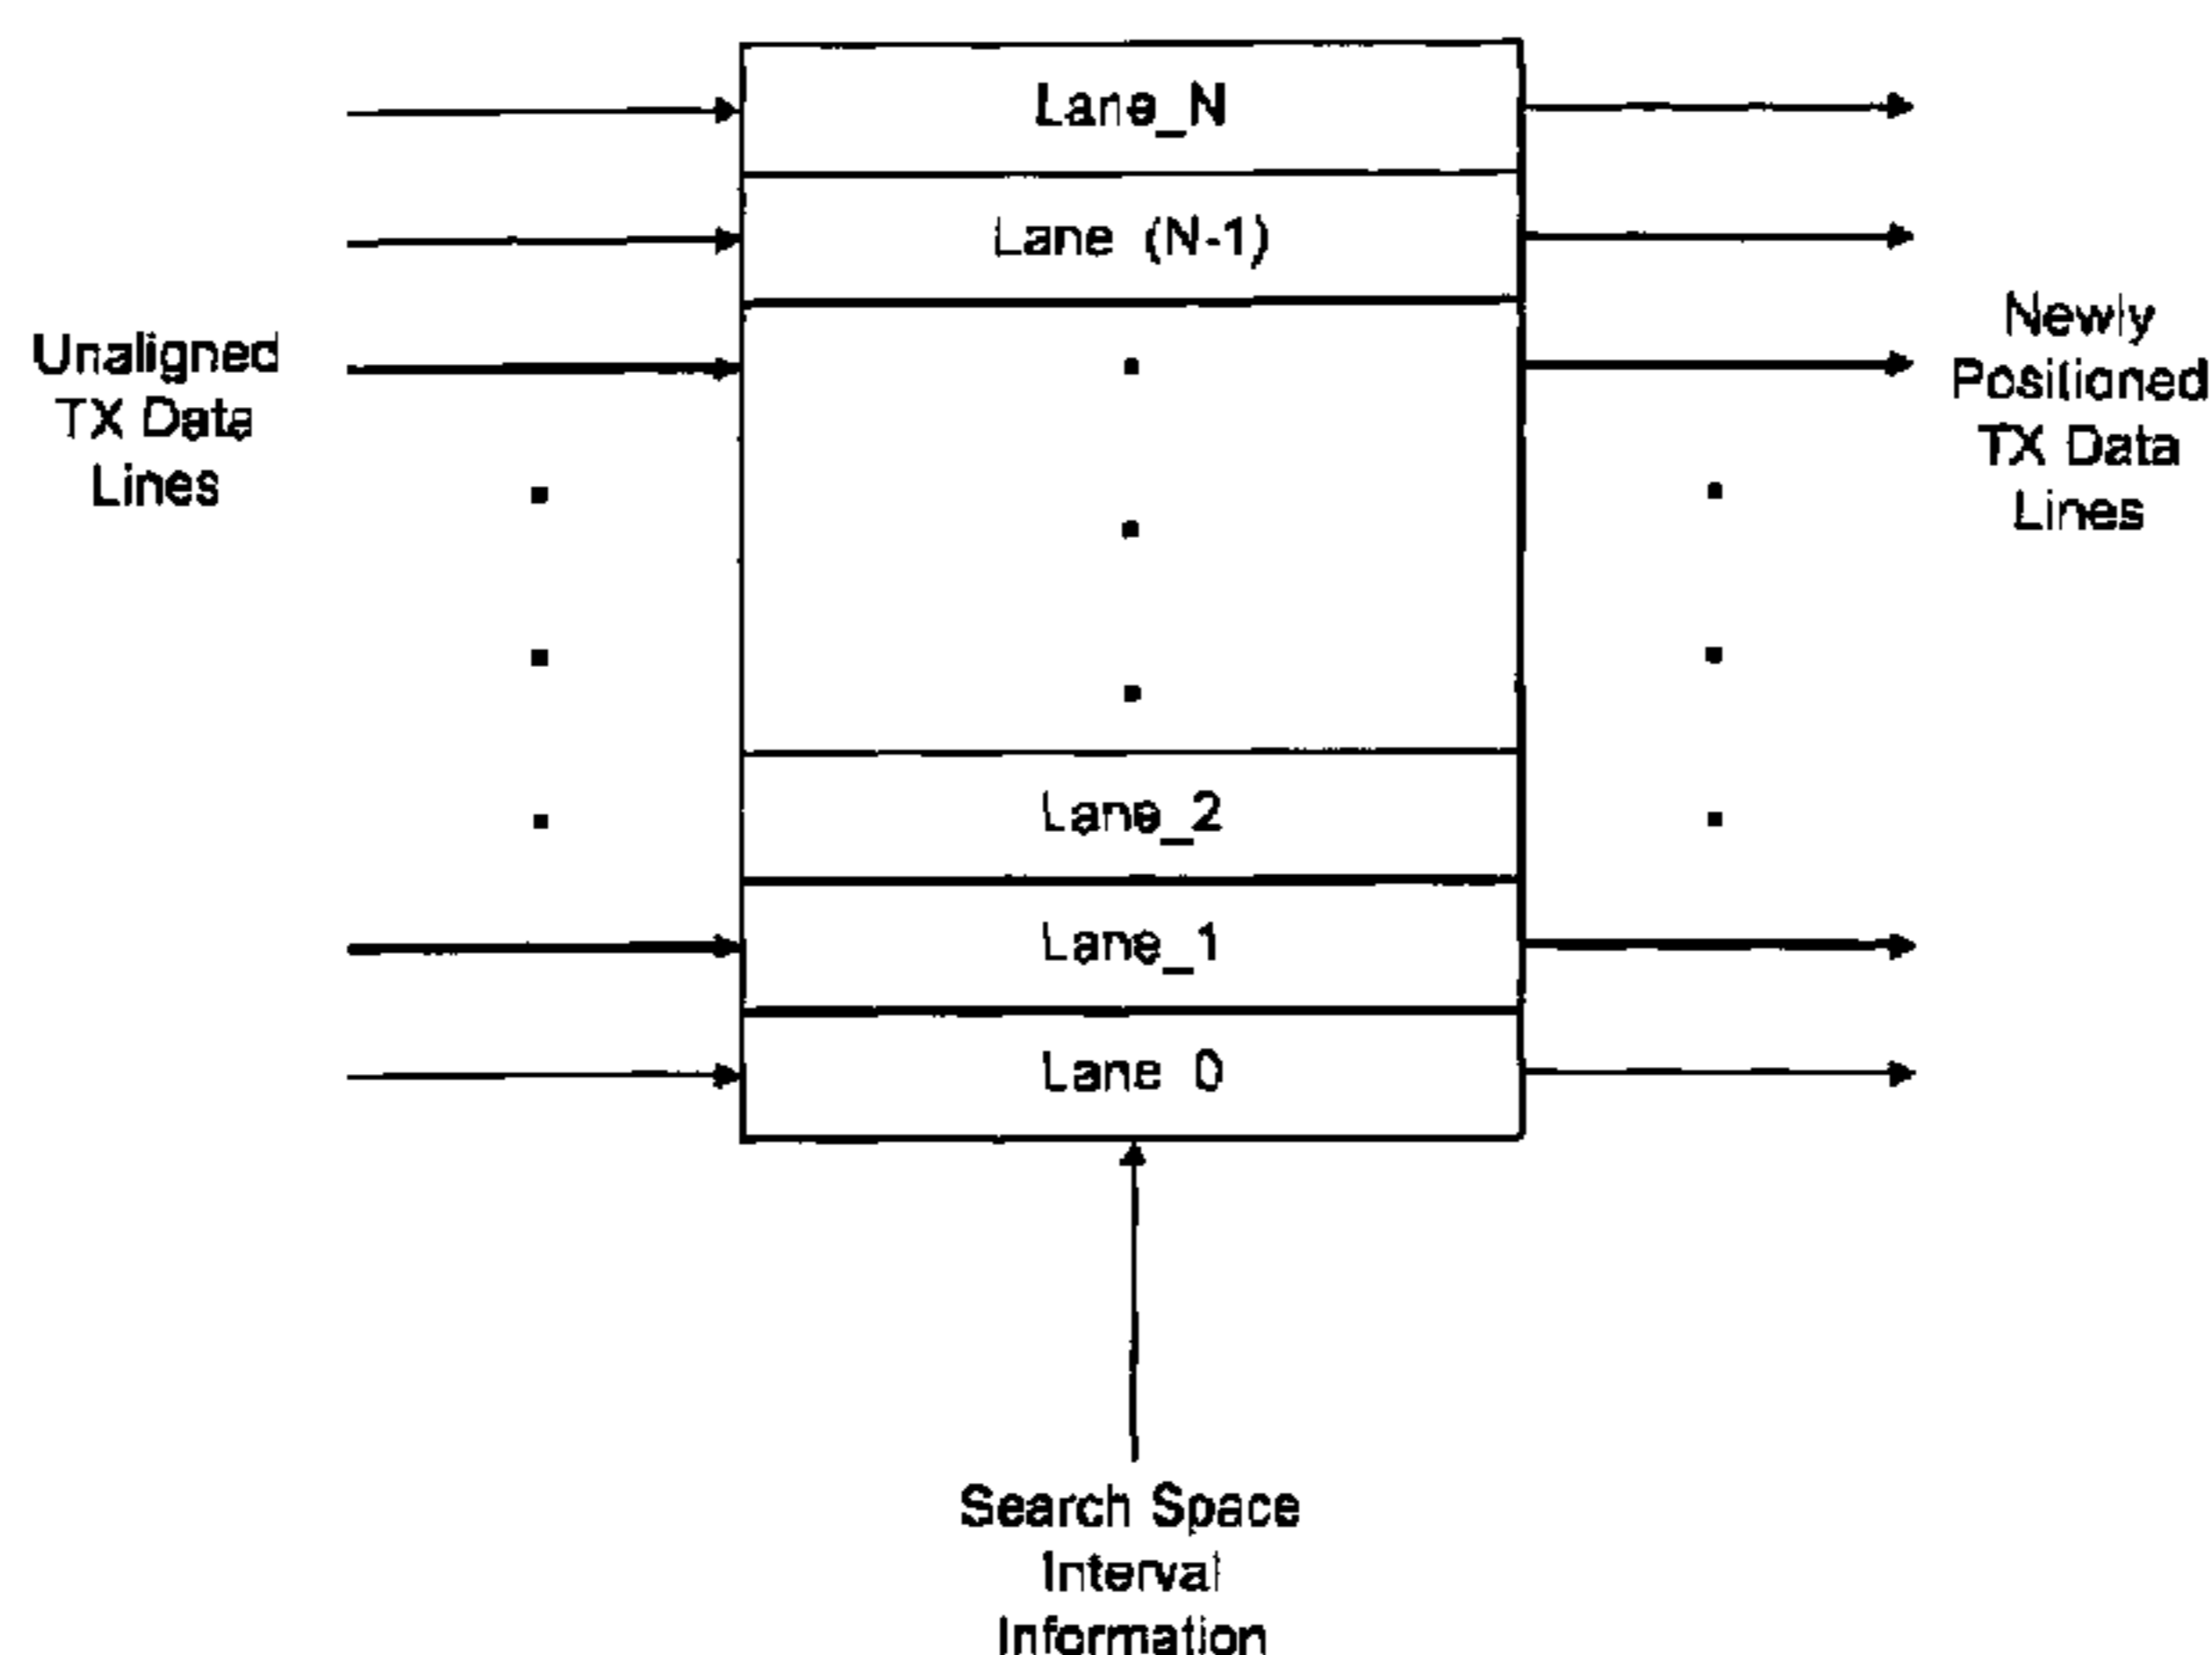 Lane_N
Lane (N-1)
Unaligned
TX Data
Lines
Newly
Positioned
TX Data
Lines
Lane_2
Lane_1
Lane 0
Search Space
Interval
Information